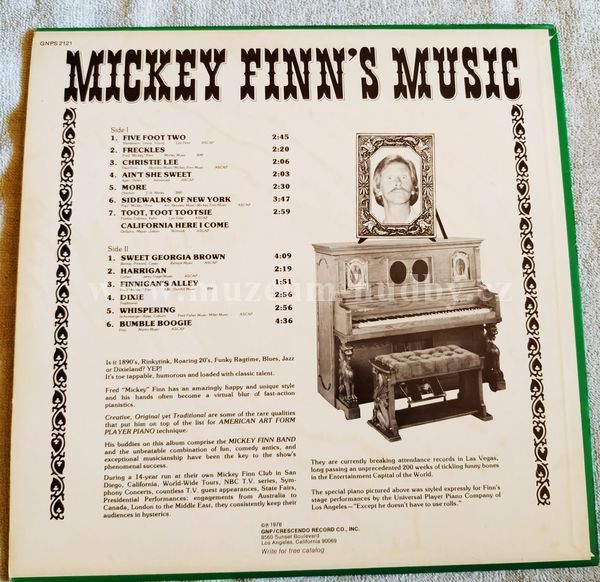 GNPS 2121
MICKEY FINN'S MUSIC
Side I
1. FIVE FOOT TWO 2:45
2. FRECKLES 2:20
3. CHRISTIE LEE 2:06
4. AIN'T SHE SWEET 2:03
5. MORE 2:30
6. SIDEWALKS OF NEW YORK 3:47
7. TOOT, TOOT TOOTSIE 2:59
CALIFORNIA HERE I COME
Side II
1. SWEET GEORGIA BROWN 4:09
2. HARRIGAN 2:19
3. FINNIGAN'S ALLEY 1:51
4. DIXIE 2:56
5. WHISPERING 2:56
6. BUMBLE BOOGIE 4:36
Is it 1890's, Rinkytink, Roaring 20's, Funky Ragtime, Blues, Jazz
or Dixieland? YEP!
It's toe tappable, humorous and loaded with classic talent.
Fred "Mickey" Finn has an amazingly happy and unique style
and his hands often become a virtual blur of fast-action
pianistics.
Creative, Original yet Traditional are some of the rare qualities
that put him on top of the list for AMERICAN ART FORM
PLAYER PIANO technique.
His buddies on this album comprise the MICKEY FINN BAND
and the unbeatable combination of fun, comedy antics, and
exceptional musicianship have been the key to the show's
phenomenal success.
During a 14-year run at their own Mickey Finn Club in San
Diego, California, World-Wide Tours, NBC T.V. series, Sym-
phony Concerts, countless T.V. guest appearances, State Fairs,
Presidential Performances; engagements from Australia to
Canada, London to the Middle East, they consistently keep their
audiences in hysterics.
They are currently breaking attendance records in Las Vegas,
long passing an unprecedented 200 weeks of tickling funny bones
in the Entertainment Capital of the World.
The special piano pictured above was styled expressly for Finn's
stage performances by the Universal Player Piano Company of
Los Angeles — "Except he doesn't have to use rolls."
©℗ 1978
GNP/CRESCENDO RECORD CO., INC.
8560 Sunset Boulevard
Los Angeles, California 90069
Write for free catalog
www.muzeum-hudby.cz